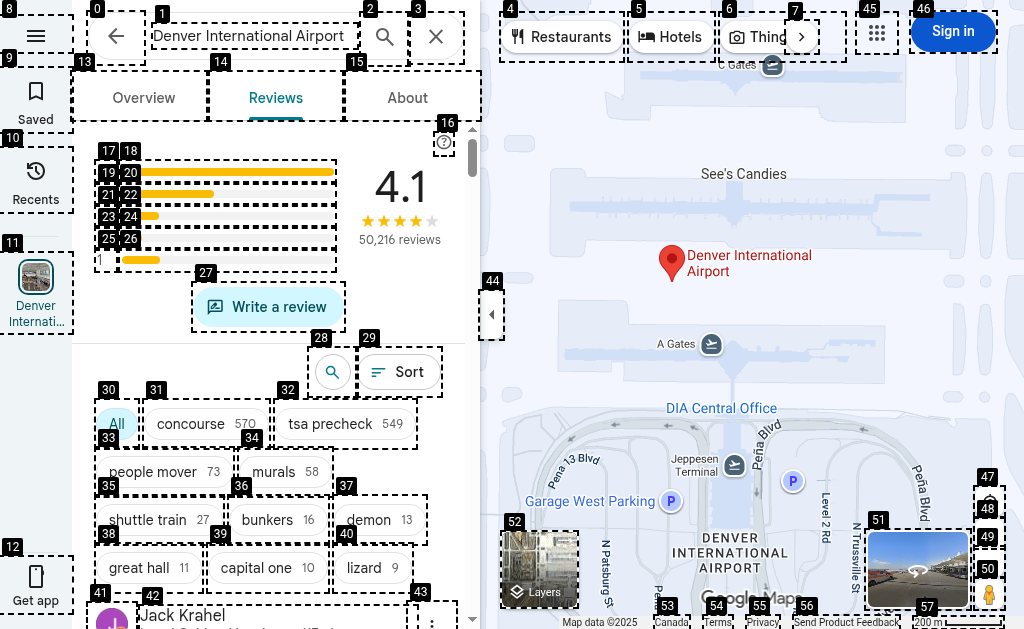 Denver International Airport
Restaurants
Hotels
Thing
Sign in
Saved
Recents
Denver
Internati...
Get app
Overview
Reviews
About
1
4.1
50,216 reviews
Write a review
Sort
All
concourse 570
tsa precheck 549
people mover 73
murals 58
shuttle train 27
bunkers 16
demon 13
great hall 11
capital one 10
lizard 9
Jack Krahel
C Gates
See's Candies
Denver International
Airport
A Gates
DIA Central Office
Jeppesen
Terminal
Pena 13 Blvd
Peña Blvd
Peña Blvd
Garage West Parking
P
P
Level 2 Rd
N Trussville St
N Patsburg St
DENVER
INTERNATIONAL
AIRPORT
Layers
Google Maps
Map data ©2025
Canada
Terms
Privacy
Send Product Feedback
200 m
0
1
2
3
4
5
6
7
8
9
10
11
12
13
14
15
16
17
18
19
20
21
22
23
24
25
26
27
28
29
30
31
32
33
34
35
36
37
38
39
40
41
42
43
44
45
46
47
48
49
50
51
52
53
54
55
56
57